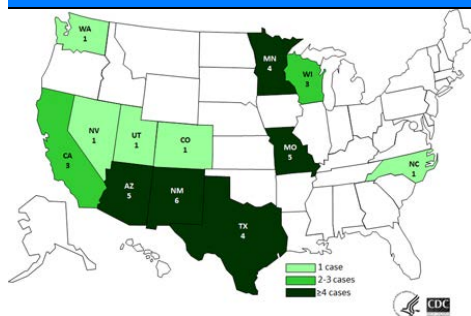 WA
1
MN
4
WI
3
NV
1
UT
1
CO
1
CA
3
MO
5
NC
1
AZ
5
NM
6
TX
4
1 case
2-3 cases
≥4 cases
CDC